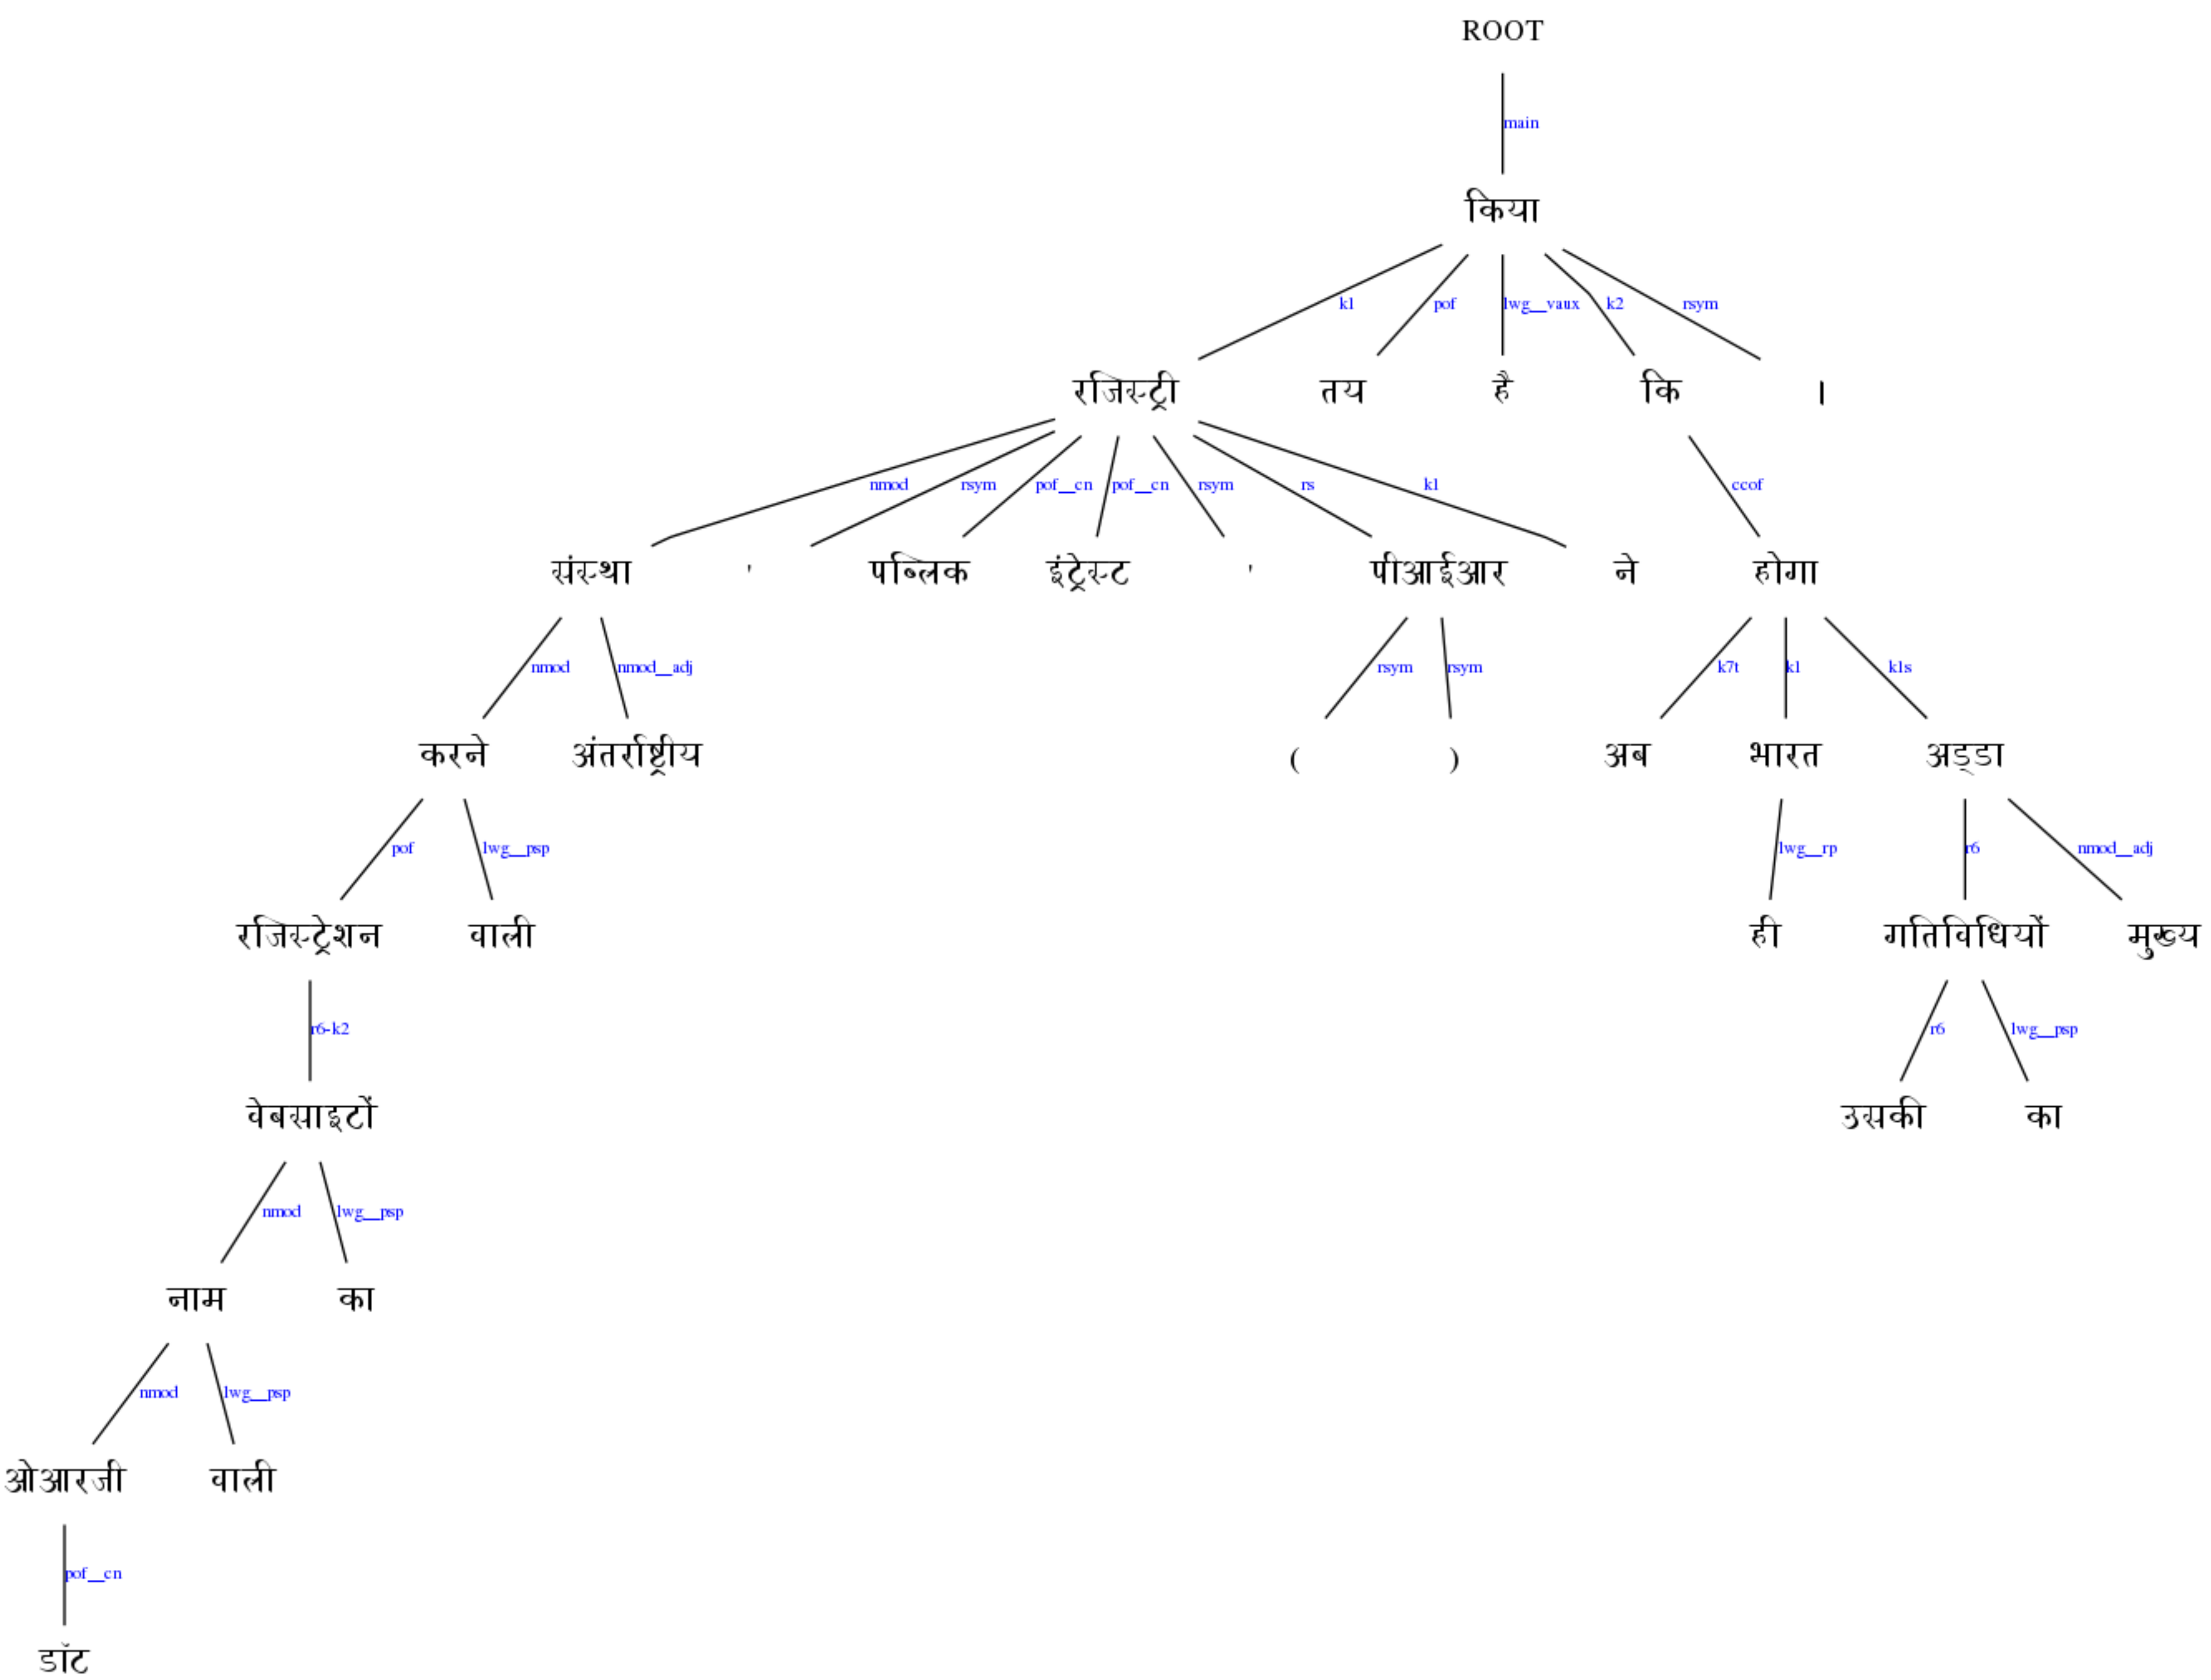 ROOT
main
किया
k1 pof lwg__vaux k2 rsym
रजिस्ट्री तय है कि ।
nmod rsym pof__cn pof__cn rsym rs k1 ccof
संस्था ' पब्लिक इंट्रेस्ट ' पीआईआर ने होगा
nmod nmod__adj rsym rsym k7t k1 k1s
करने अंतर्राष्ट्रीय ( ) अब भारत अड्डा
pof lwg__psp lwg__rp r6 nmod__adj
रजिस्ट्रेशन वाली ही गतिविधियों मुख्य
r6-k2 r6 lwg__psp
वेबसाइटों उसकी का
nmod lwg__psp
नाम का
nmod lwg__psp
ओआरजी वाली
pof__cn
डॉट